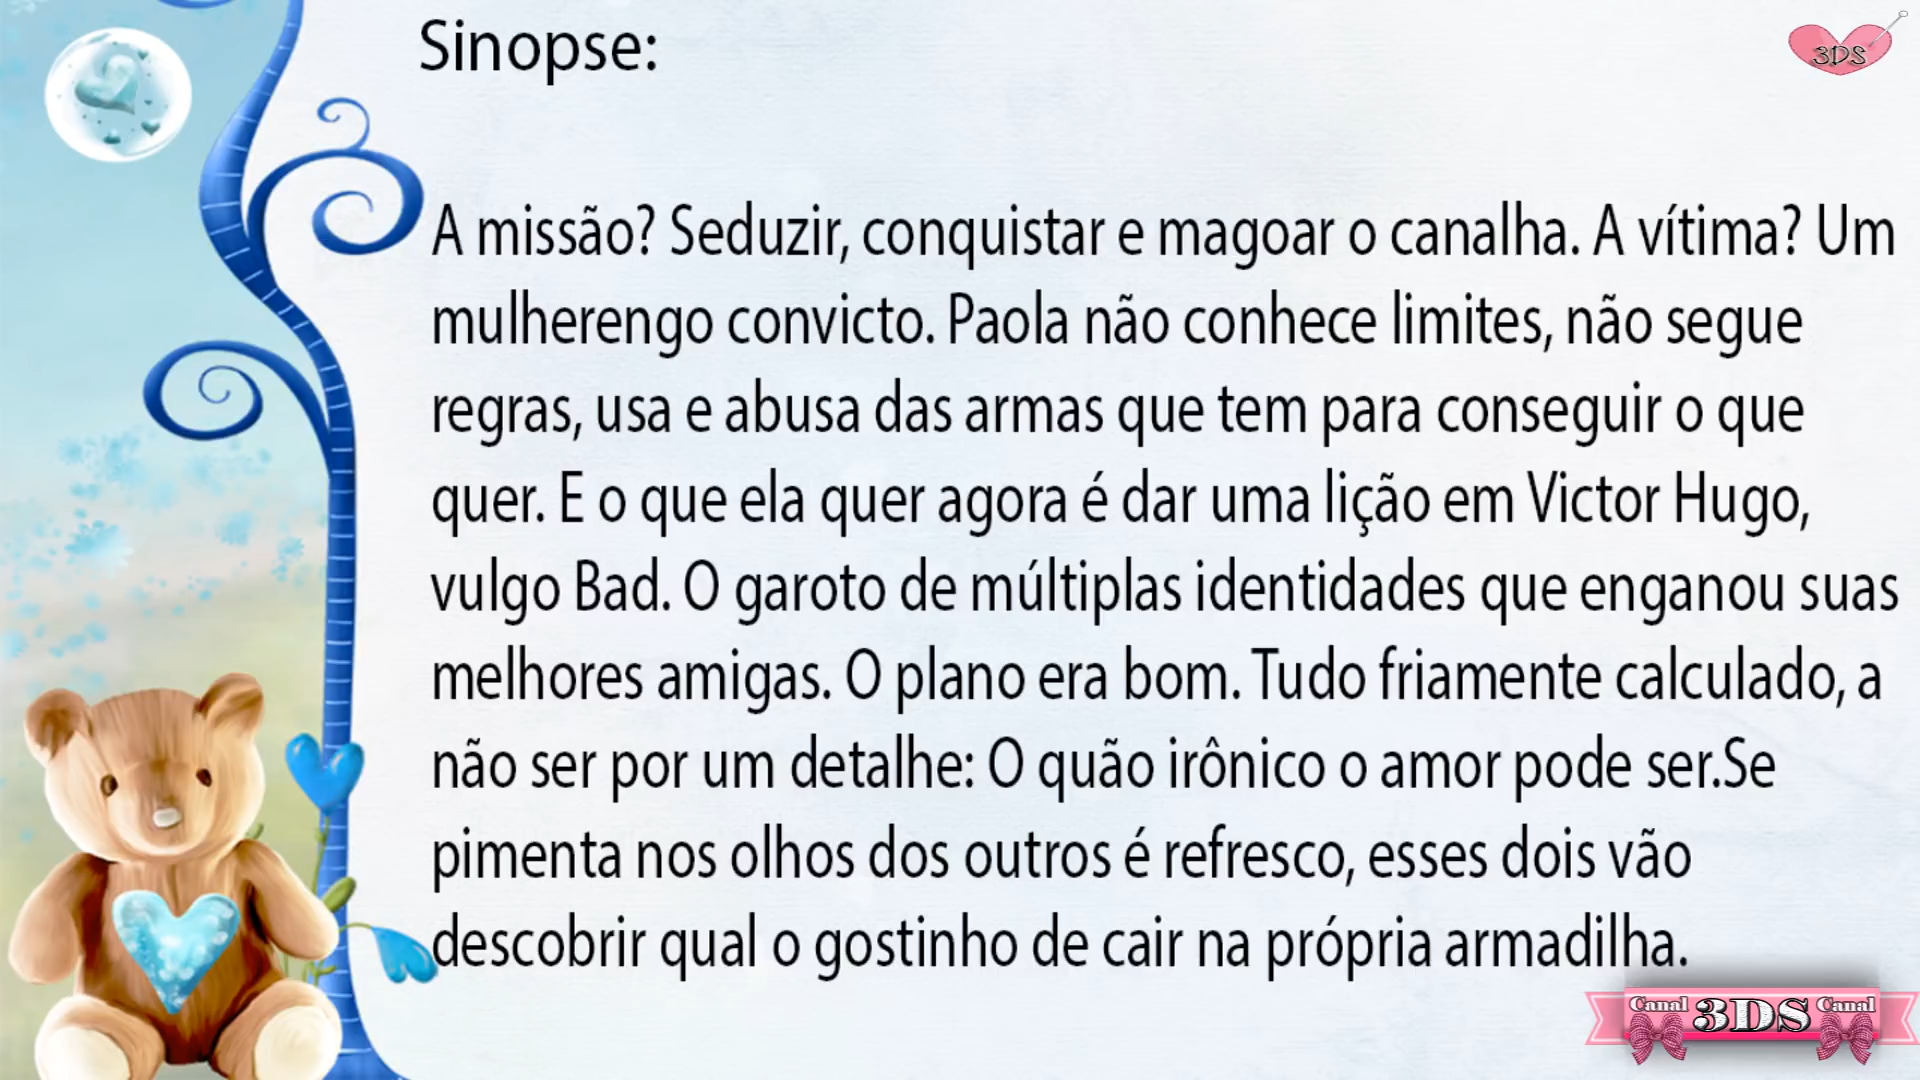 Sinopse:
3DS
A missão? Seduzir, conquistar e magoar o canalha. A vítima? Um
mulherengo convicto. Paola não conhece limites, não segue
regras, usa e abusa das armas que tem para conseguir o que
quer. E o que ela quer agora é dar uma lição em Victor Hugo,
vulgo Bad. O garoto de múltiplas identidades que enganou suas
melhores amigas. O plano era bom. Tudo friamente calculado, a
não ser por um detalhe: O quão irônico o amor pode ser.Se
pimenta nos olhos dos outros é refresco, esses dois vão
descobrir qual o gostinho de cair na própria armadilha.
Canal 3DS Canal